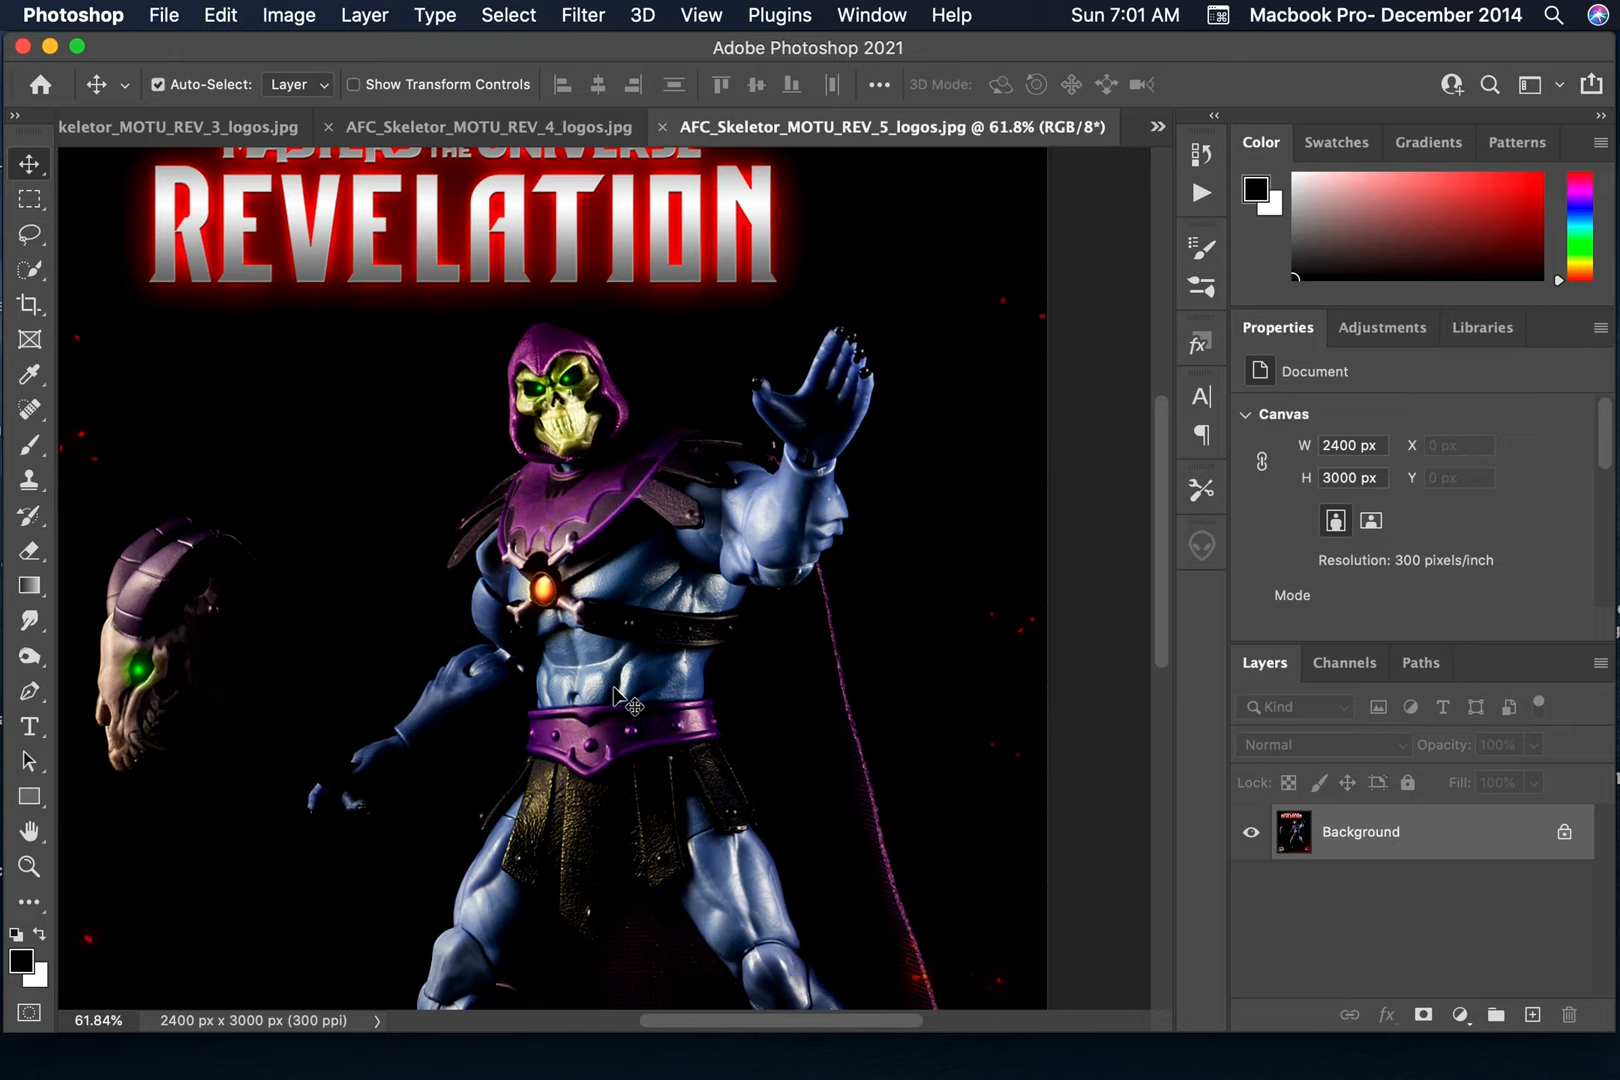 Photoshop File Edit Image Layer Type Select Filter 3D View Plugins Window Help Sun 7:01 AM Macbook Pro- December 2014
Adobe Photoshop 2021
Auto-Select: Layer Show Transform Controls 3D Mode:
keletor_MOTU_REV_3_logos.jpg AFC_Skeletor_MOTU_REV_4_logos.jpg AFC_Skeletor_MOTU_REV_5_logos.jpg @ 61.8% (RGB/8*)
MASTERS OF THE UNIVERSE
REVELATION
Color Swatches Gradients Patterns
Properties Adjustments Libraries
Document
Canvas
W 2400 px X 0 px
H 3000 px Y 0 px
Resolution: 300 pixels/inch
Mode
Layers Channels Paths
Kind
Normal Opacity: 100%
Lock: Fill: 100%
Background
61.84% 2400 px x 3000 px (300 ppi)